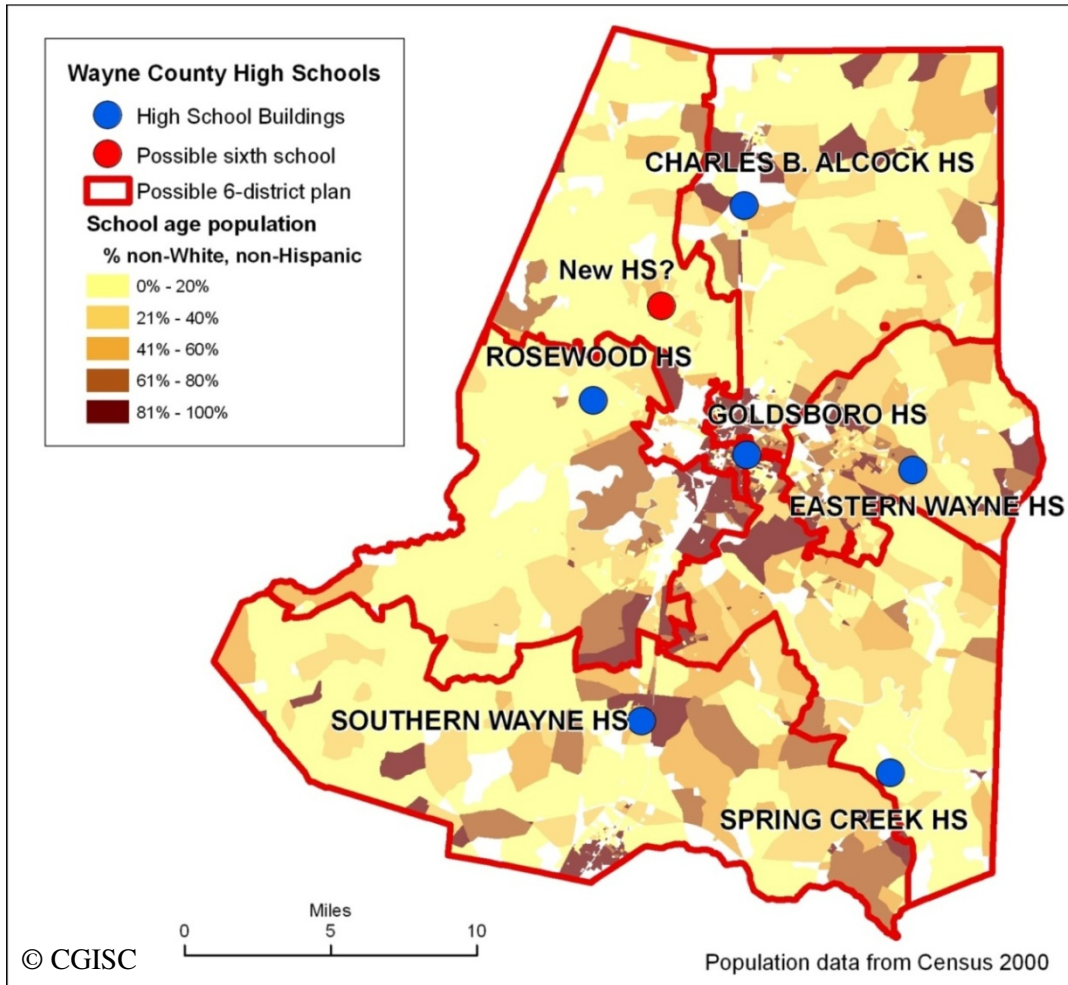 Wayne County High Schools
High School Buildings
Possible sixth school
Possible 6-district plan
School age population
% non-White, non-Hispanic
0% - 20%
21% - 40%
41% - 60%
61% - 80%
81% - 100%
CHARLES B. ALCOCK HS
New HS?
ROSEWOOD HS
GOLDSBORO HS
EASTERN WAYNE HS
SOUTHERN WAYNE HS
SPRING CREEK HS
Miles
0 5 10
© CGISC
Population data from Census 2000